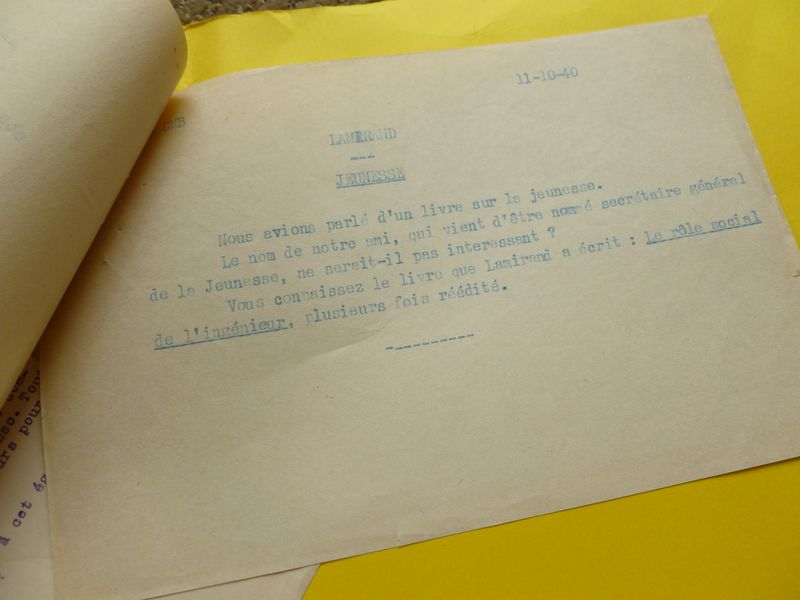 11-10-40
LAMIRAND
---
JEUNESSE
Nous avions parlé d'un livre sur la jeunesse.
Le nom de notre ami, qui vient d'être nommé secrétaire général
de la Jeunesse, ne serait-il pas interessant ?
Vous connaissez le livre que Lamirand a écrit : Le rôle social
de l'ingénieur, plusieurs fois réédité.
----------
à cet